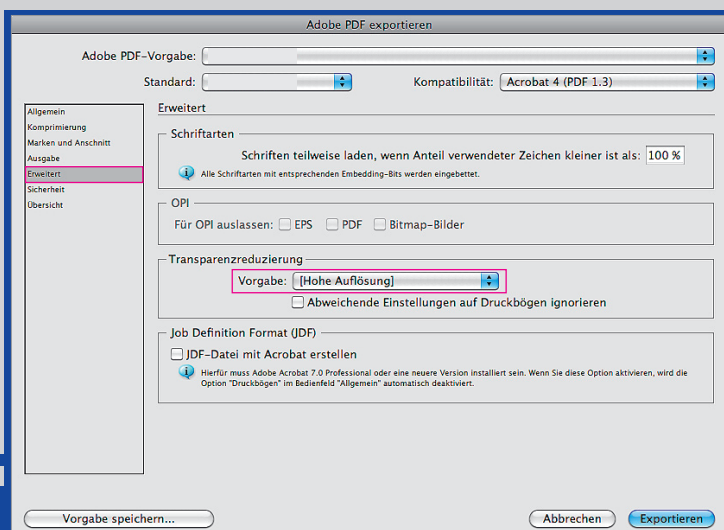 Adobe PDF exportieren
Adobe PDF-Vorgabe:
Standard: Kompatibilität: Acrobat 4 (PDF 1.3)
Allgemein
Komprimierung
Marken und Anschnitt
Ausgabe
Erweitert
Sicherheit
Übersicht
Erweitert
Schriftarten
Schriften teilweise laden, wenn Anteil verwendeter Zeichen kleiner ist als: 100 %
Alle Schriftarten mit entsprechenden Embedding-Bits werden eingebettet.
OPI
Für OPI auslassen: EPS PDF Bitmap-Bilder
Transparenzreduzierung
Vorgabe: [Hohe Auflösung]
Abweichende Einstellungen auf Druckbögen ignorieren
Job Definition Format (JDF)
JDF-Datei mit Acrobat erstellen
Hierfür muss Adobe Acrobat 7.0 Professional oder eine neuere Version installiert sein. Wenn Sie diese Option aktivieren, wird die
Option "Druckbögen" im Bedienfeld "Allgemein" automatisch deaktiviert.
Vorgabe speichern... Abbrechen Exportieren